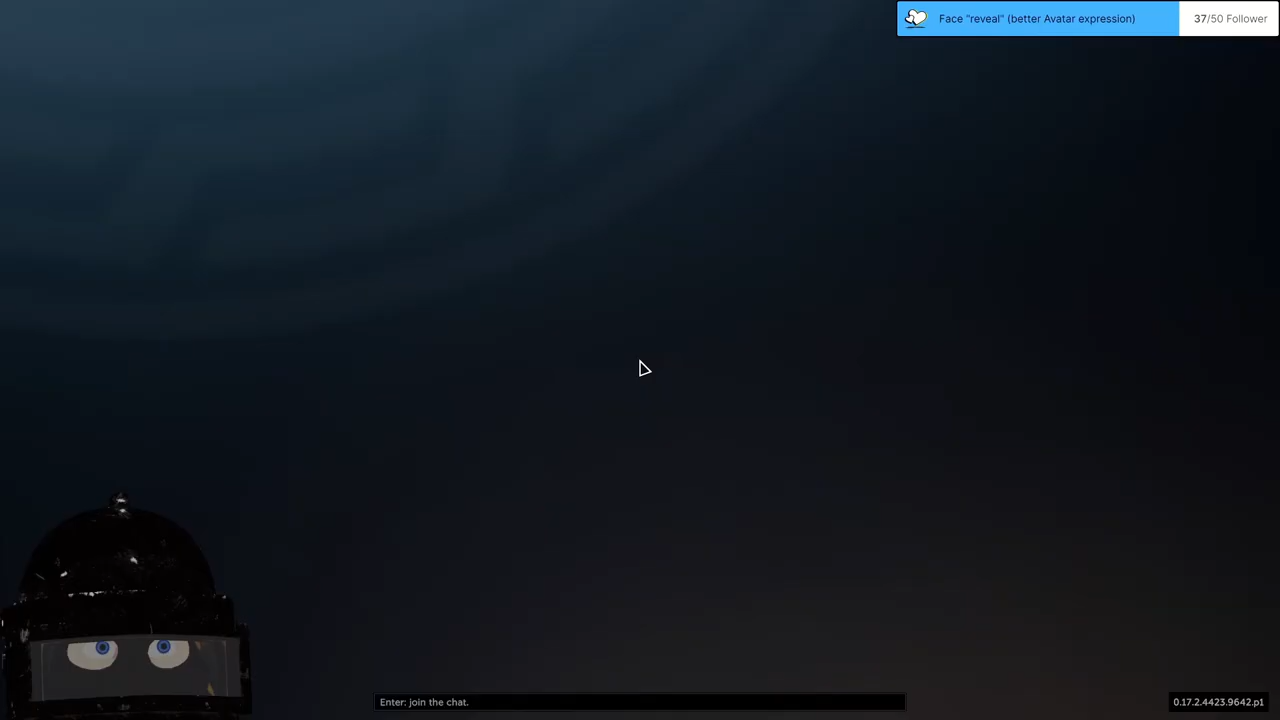 Face "reveal" (better Avatar expression)
37/50 Follower
Enter: join the chat.
0.17.2.4423.9642.p1